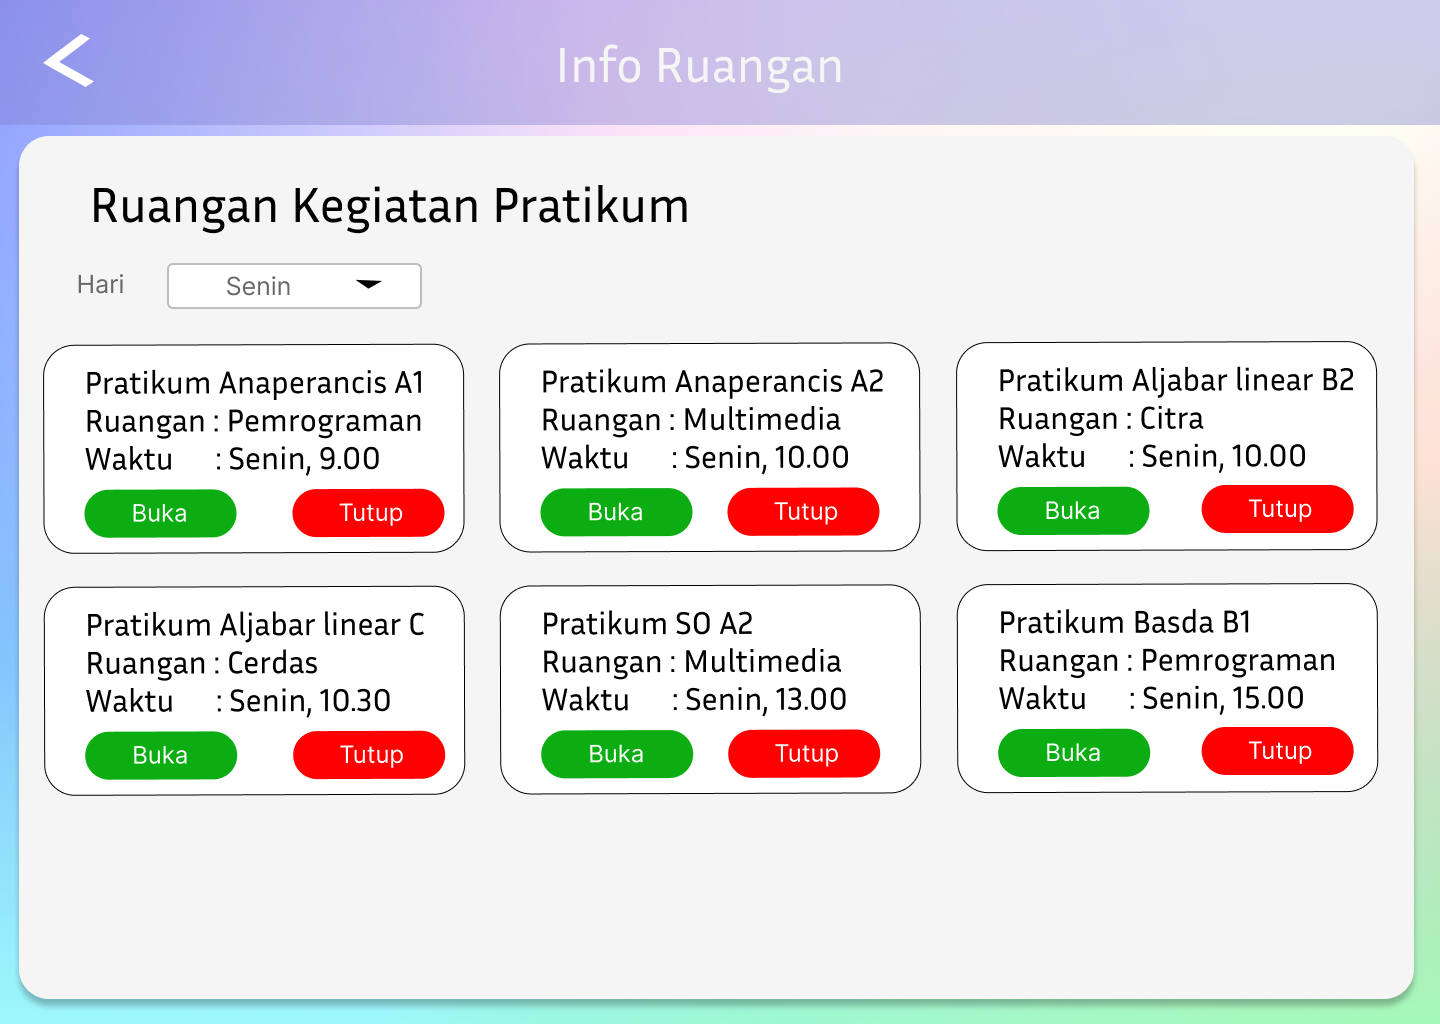 Info Ruangan
Ruangan Kegiatan Pratikum
Hari
Senin
Pratikum Anaperancis A1
Ruangan : Pemrograman
Waktu : Senin, 9.00
Buka
Tutup
Pratikum Anaperancis A2
Ruangan : Multimedia
Waktu : Senin, 10.00
Buka
Tutup
Pratikum Aljabar linear B2
Ruangan : Citra
Waktu : Senin, 10.00
Buka
Tutup
Pratikum Aljabar linear C
Ruangan : Cerdas
Waktu : Senin, 10.30
Buka
Tutup
Pratikum SO A2
Ruangan : Multimedia
Waktu : Senin, 13.00
Buka
Tutup
Pratikum Basda B1
Ruangan : Pemrograman
Waktu : Senin, 15.00
Buka
Tutup